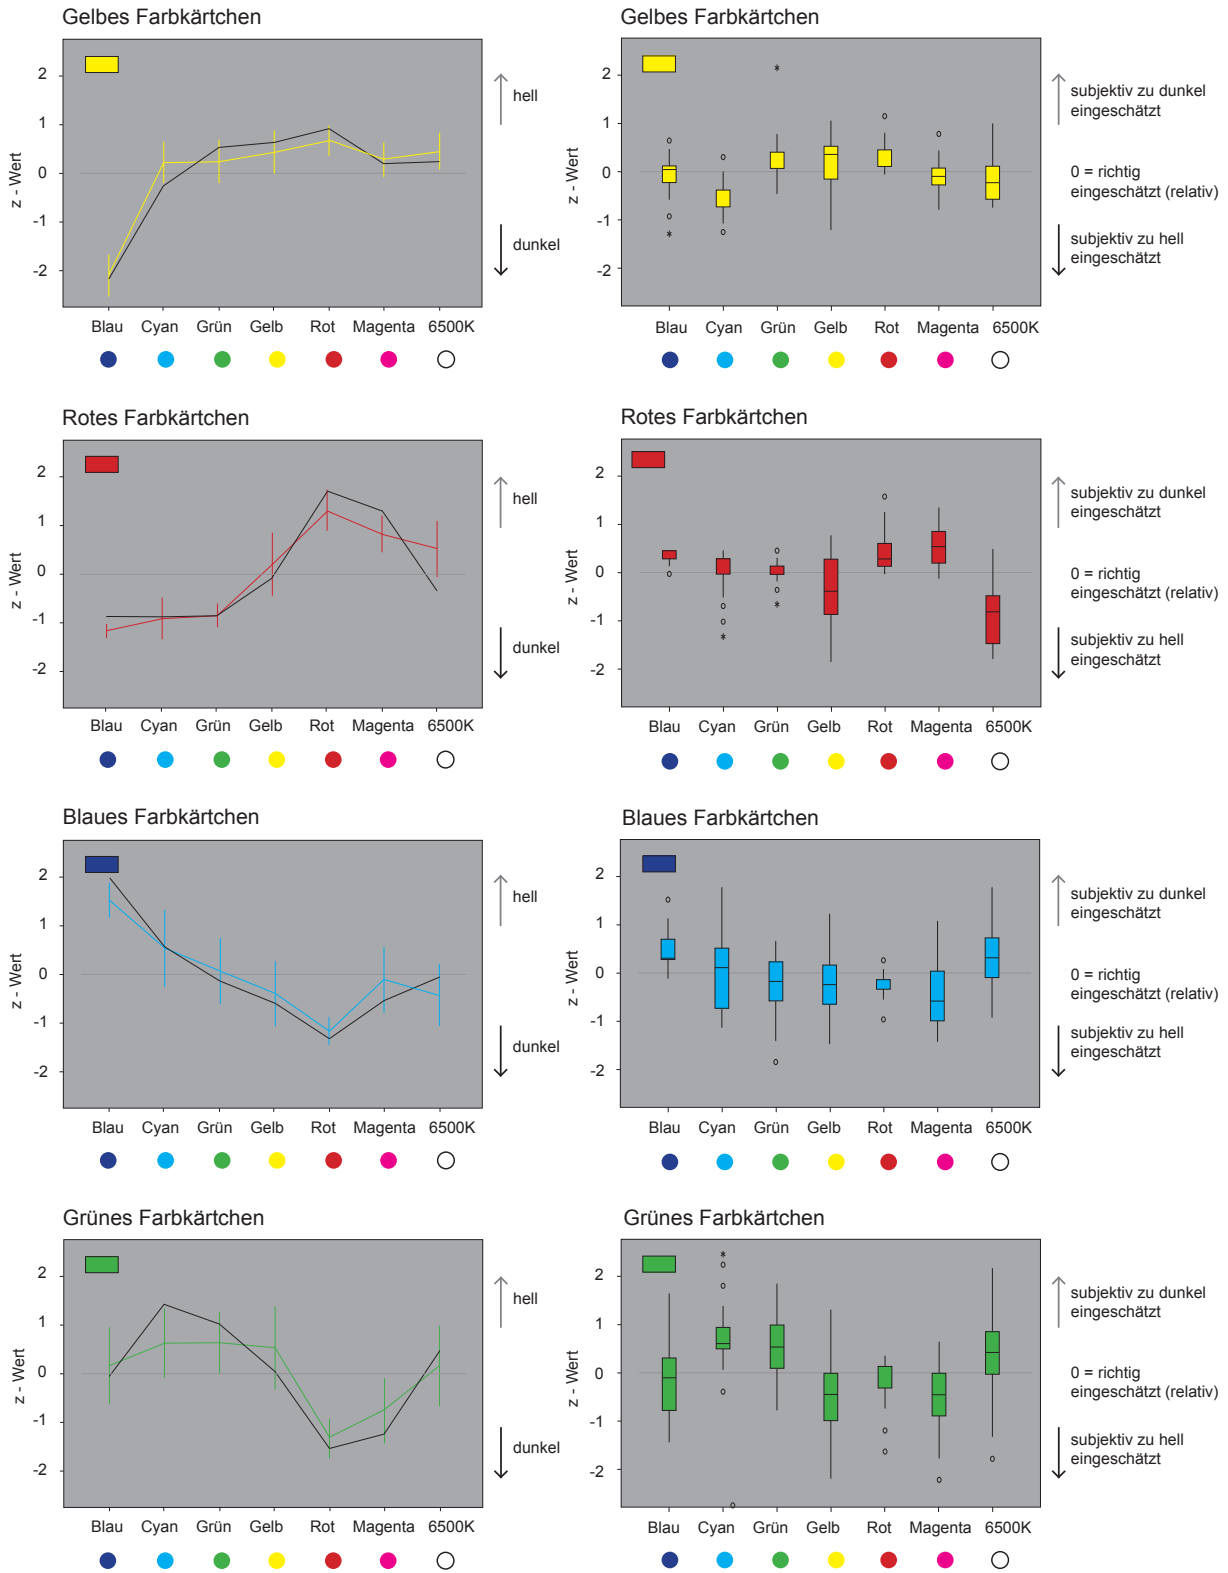 Gelbes Farbkärtchen
z - Wert
2
1
0
-1
-2
hell
dunkel
Blau Cyan Grün Gelb Rot Magenta 6500K
Gelbes Farbkärtchen
z - Wert
2
1
0
-1
-2
subjektiv zu dunkel
eingeschätzt
0 = richtig
eingeschätzt (relativ)
subjektiv zu hell
eingeschätzt
Blau Cyan Grün Gelb Rot Magenta 6500K
Rotes Farbkärtchen
z - Wert
2
1
0
-1
-2
hell
dunkel
Blau Cyan Grün Gelb Rot Magenta 6500K
Rotes Farbkärtchen
z - Wert
2
1
0
-1
-2
subjektiv zu dunkel
eingeschätzt
0 = richtig
eingeschätzt (relativ)
subjektiv zu hell
eingeschätzt
Blau Cyan Grün Gelb Rot Magenta 6500K
Blaues Farbkärtchen
z - Wert
2
1
0
-1
-2
hell
dunkel
Blau Cyan Grün Gelb Rot Magenta 6500K
Blaues Farbkärtchen
z - Wert
2
1
0
-1
-2
subjektiv zu dunkel
eingeschätzt
0 = richtig
eingeschätzt (relativ)
subjektiv zu hell
eingeschätzt
Blau Cyan Grün Gelb Rot Magenta 6500K
Grünes Farbkärtchen
z - Wert
2
1
0
-1
-2
hell
dunkel
Blau Cyan Grün Gelb Rot Magenta 6500K
Grünes Farbkärtchen
z - Wert
2
1
0
-1
-2
subjektiv zu dunkel
eingeschätzt
0 = richtig
eingeschätzt (relativ)
subjektiv zu hell
eingeschätzt
Blau Cyan Grün Gelb Rot Magenta 6500K